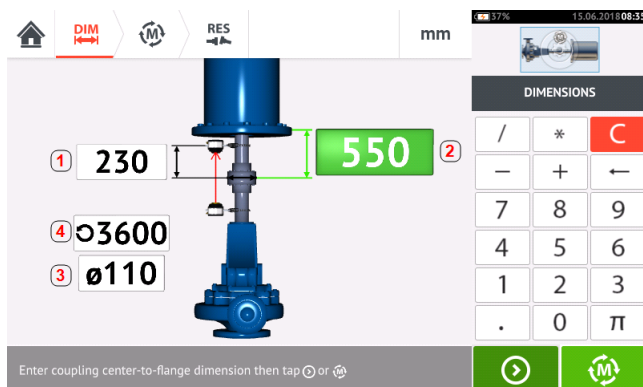 DIM
M
RES
mm
37%
15.06.2018 08:35
DIMENSIONS
1
230
550
2
4
3600
3
ø110
/ * C
− + ←
7 8 9
4 5 6
1 2 3
. 0 π
Enter coupling center-to-flange dimension then tap or M
M